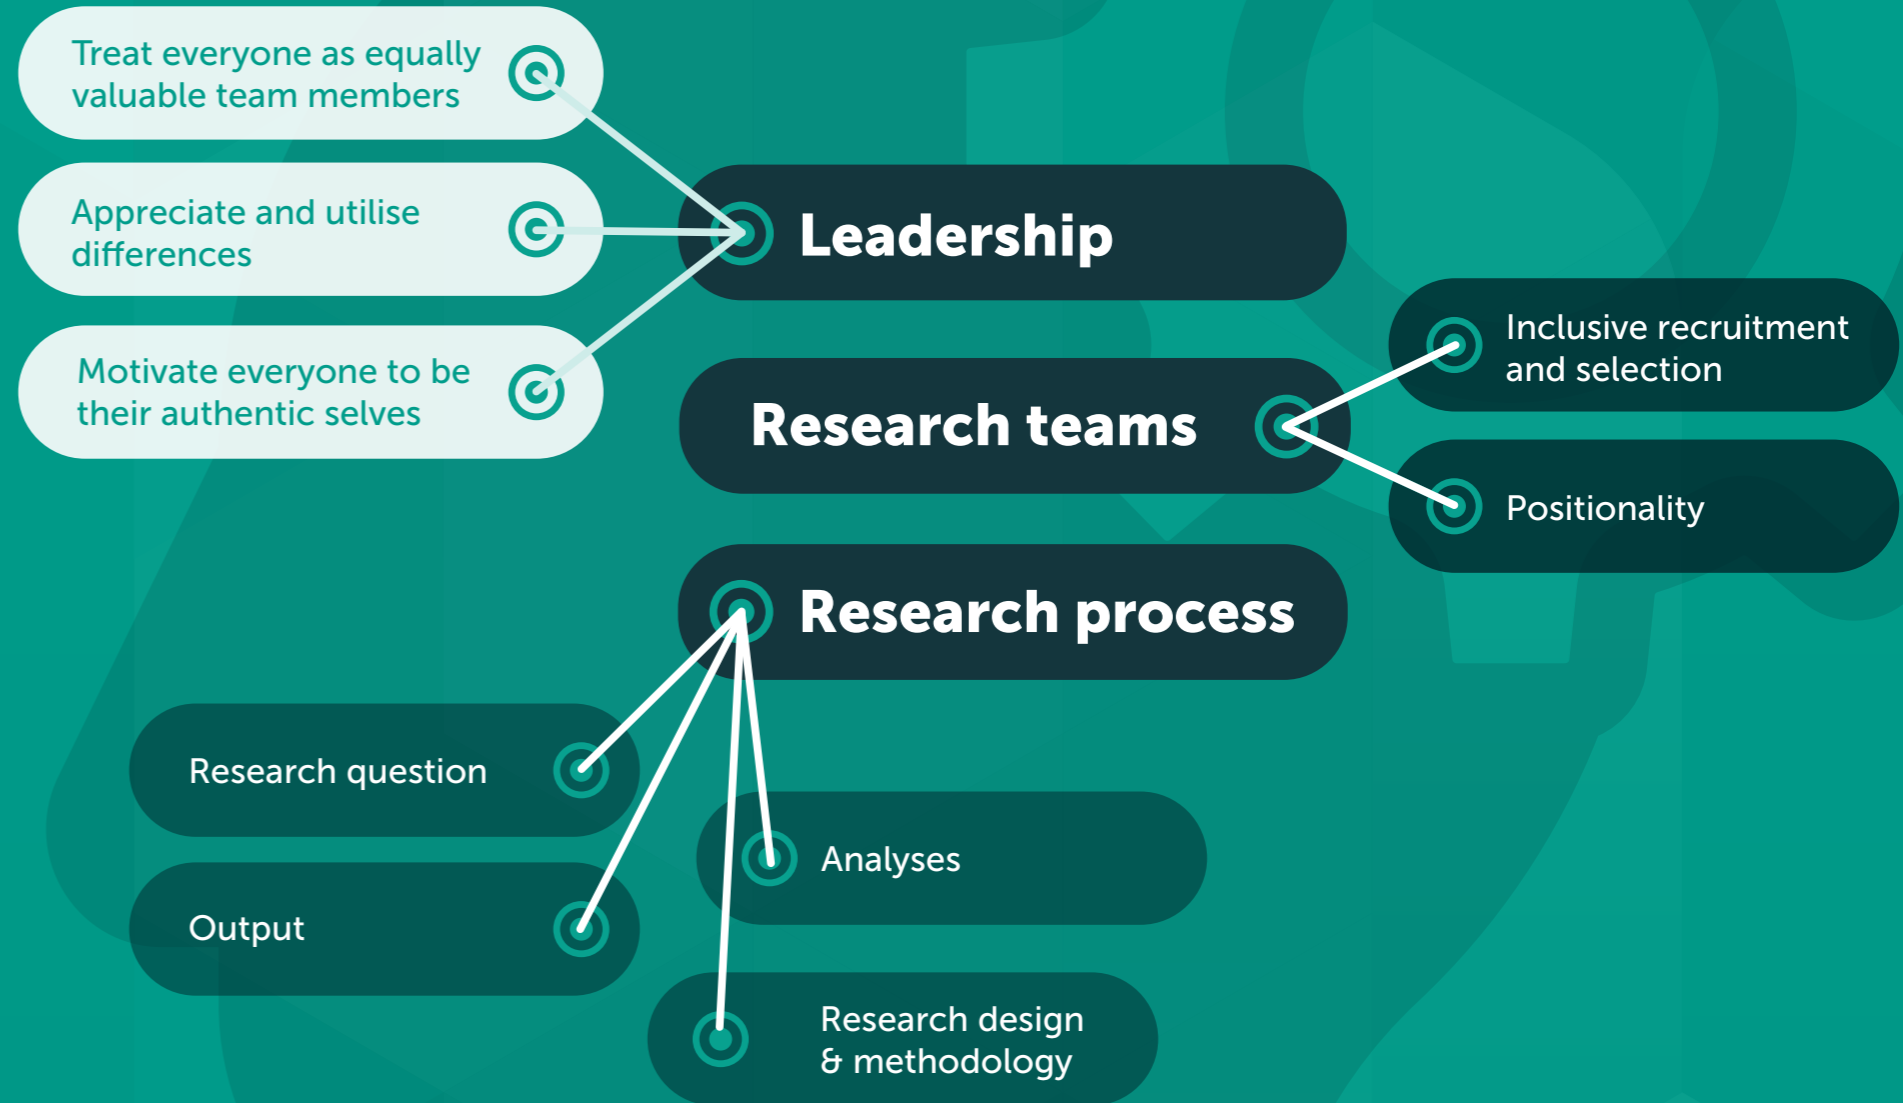 Treat everyone as equally
valuable team members
Appreciate and utilise
differences
Motivate everyone to be
their authentic selves
Leadership
Research teams
Inclusive recruitment
and selection
Positionality
Research process
Research question
Output
Analyses
Research design
& methodology